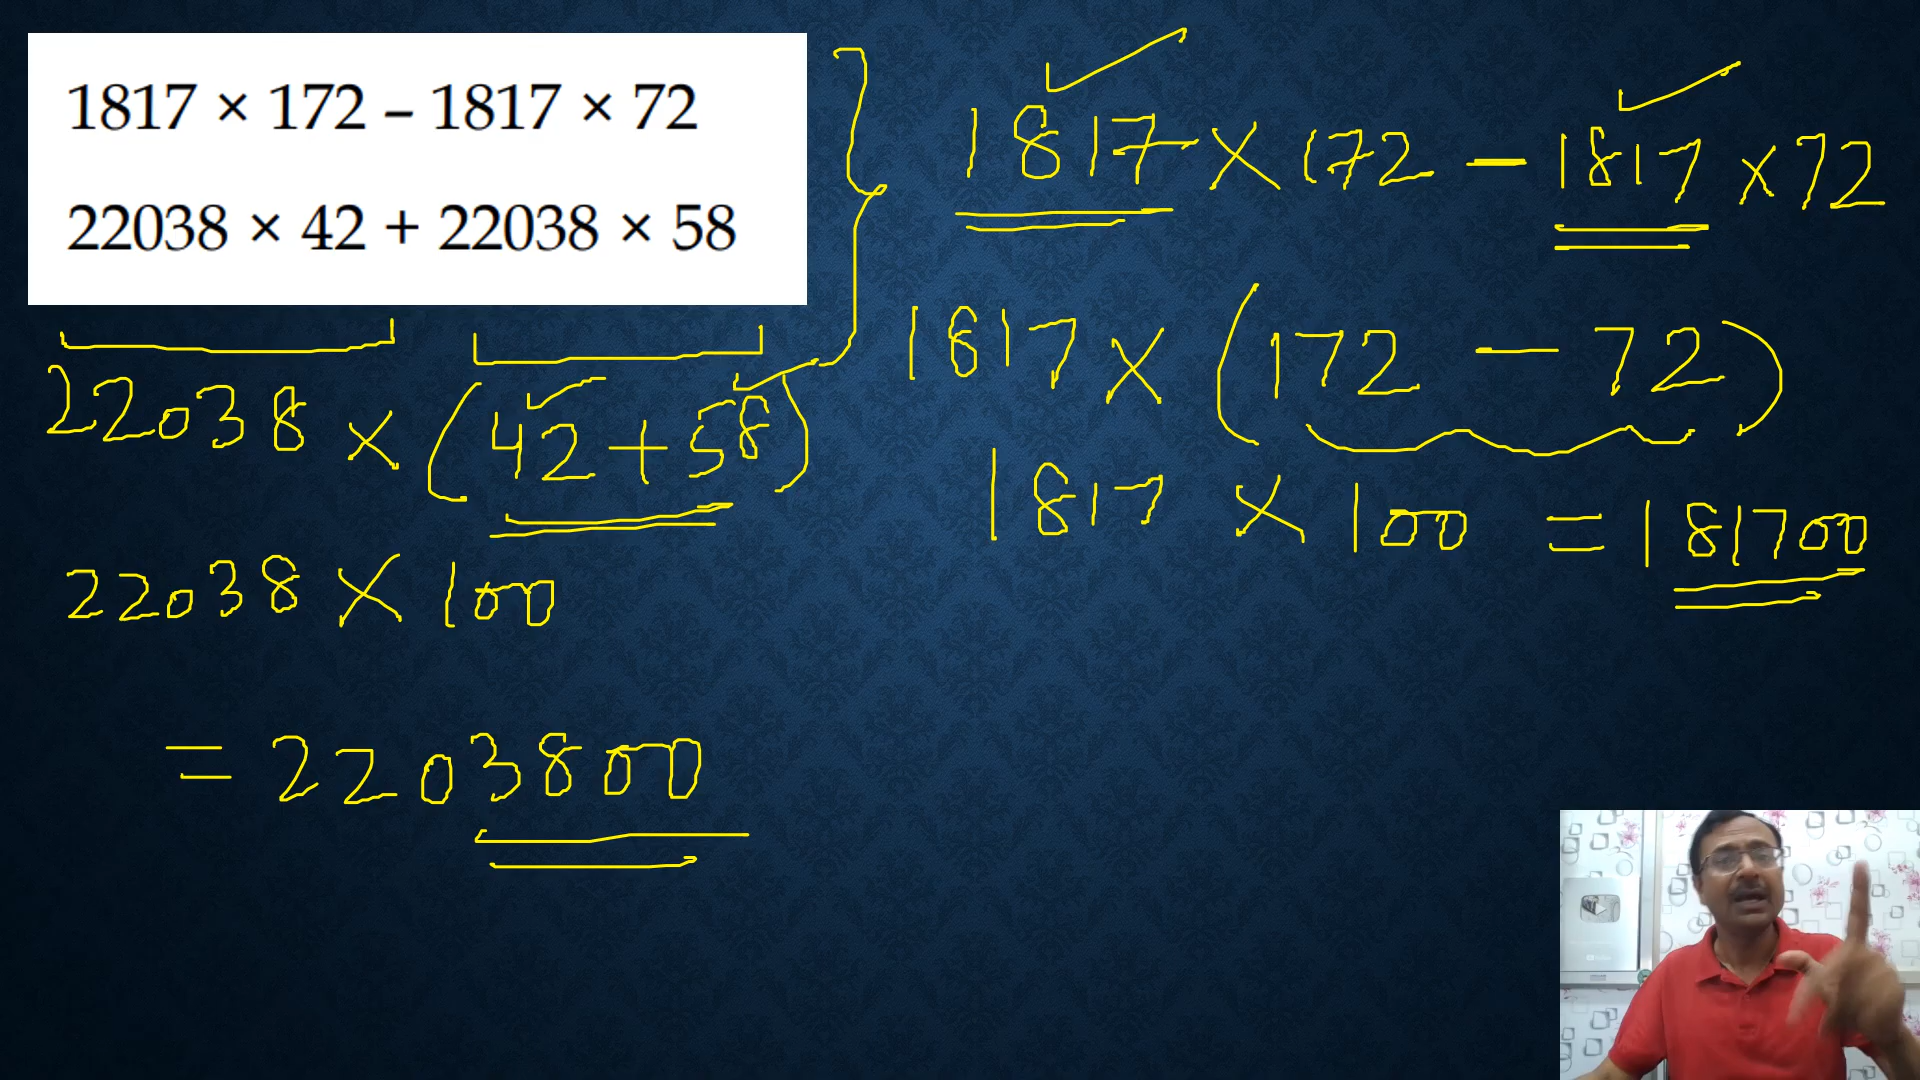 1817 × 172 – 1817 × 72
22038 × 42 + 22038 × 58
1817 × 172 – 1817 × 72
1817 × (172 – 72)
1817 × 100 = 181700
22038 × (42 + 58)
22038 × 100
= 2203800